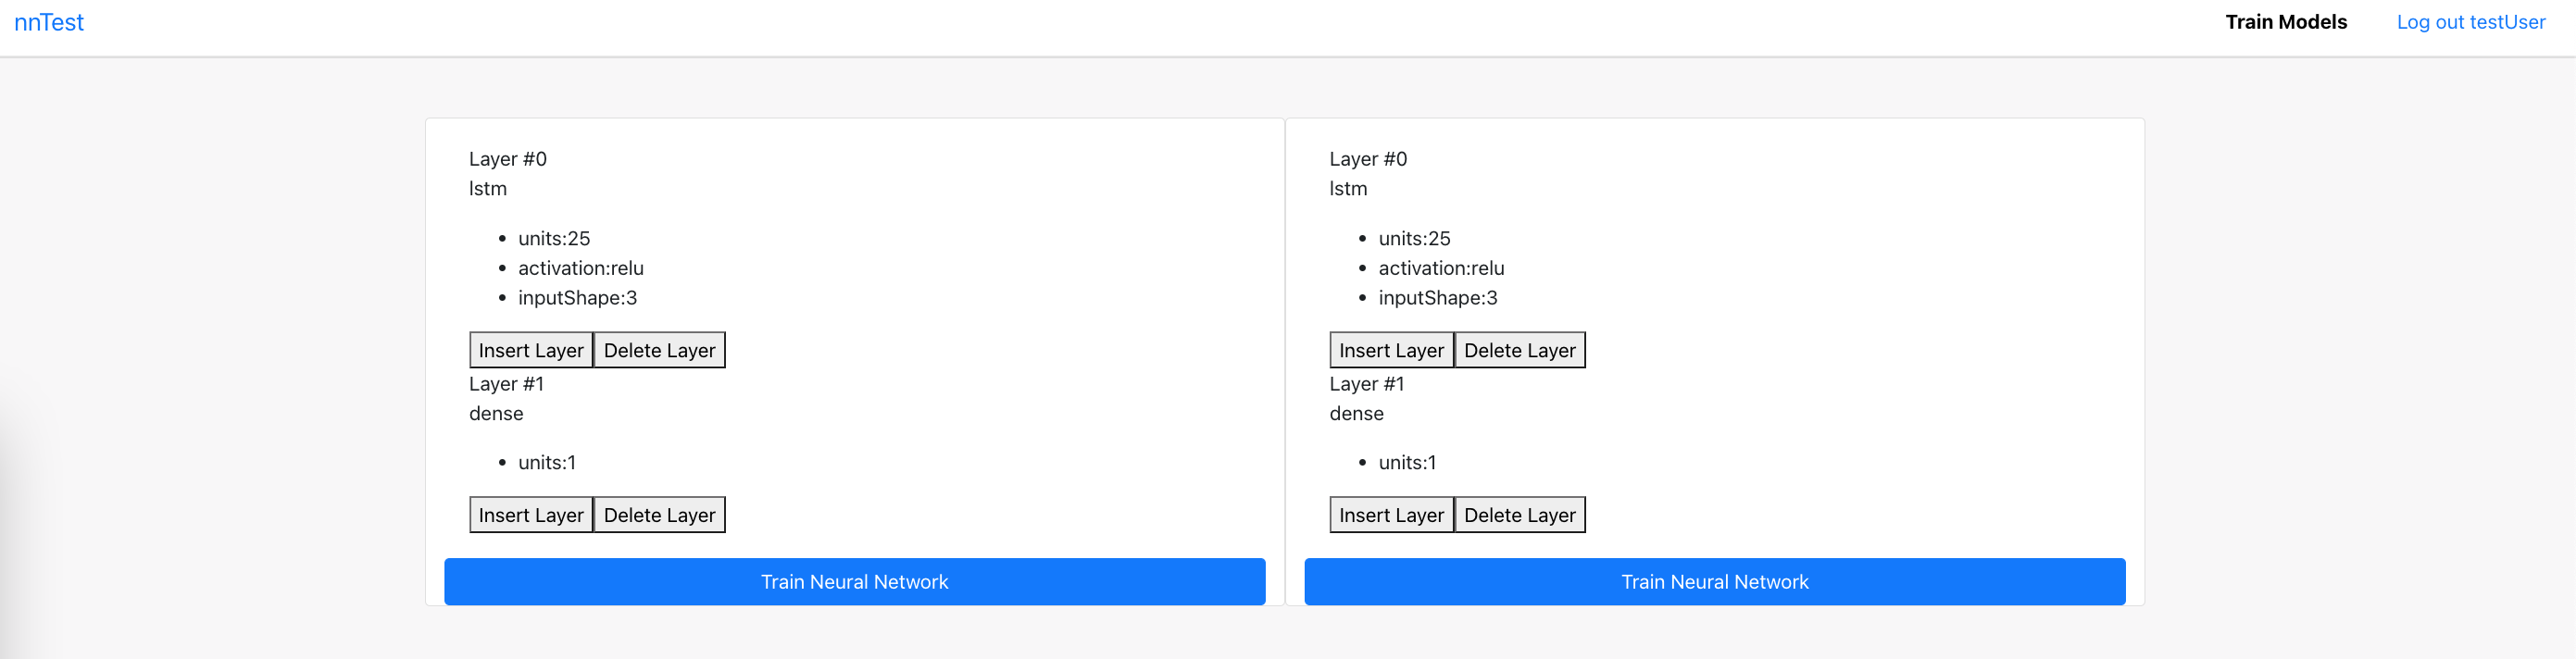 nnTest
Train Models
Log out testUser
Layer #0
lstm
units:25
activation:relu
inputShape:3
Insert Layer Delete Layer
Layer #1
dense
units:1
Insert Layer Delete Layer
Train Neural Network
Layer #0
lstm
units:25
activation:relu
inputShape:3
Insert Layer Delete Layer
Layer #1
dense
units:1
Insert Layer Delete Layer
Train Neural Network